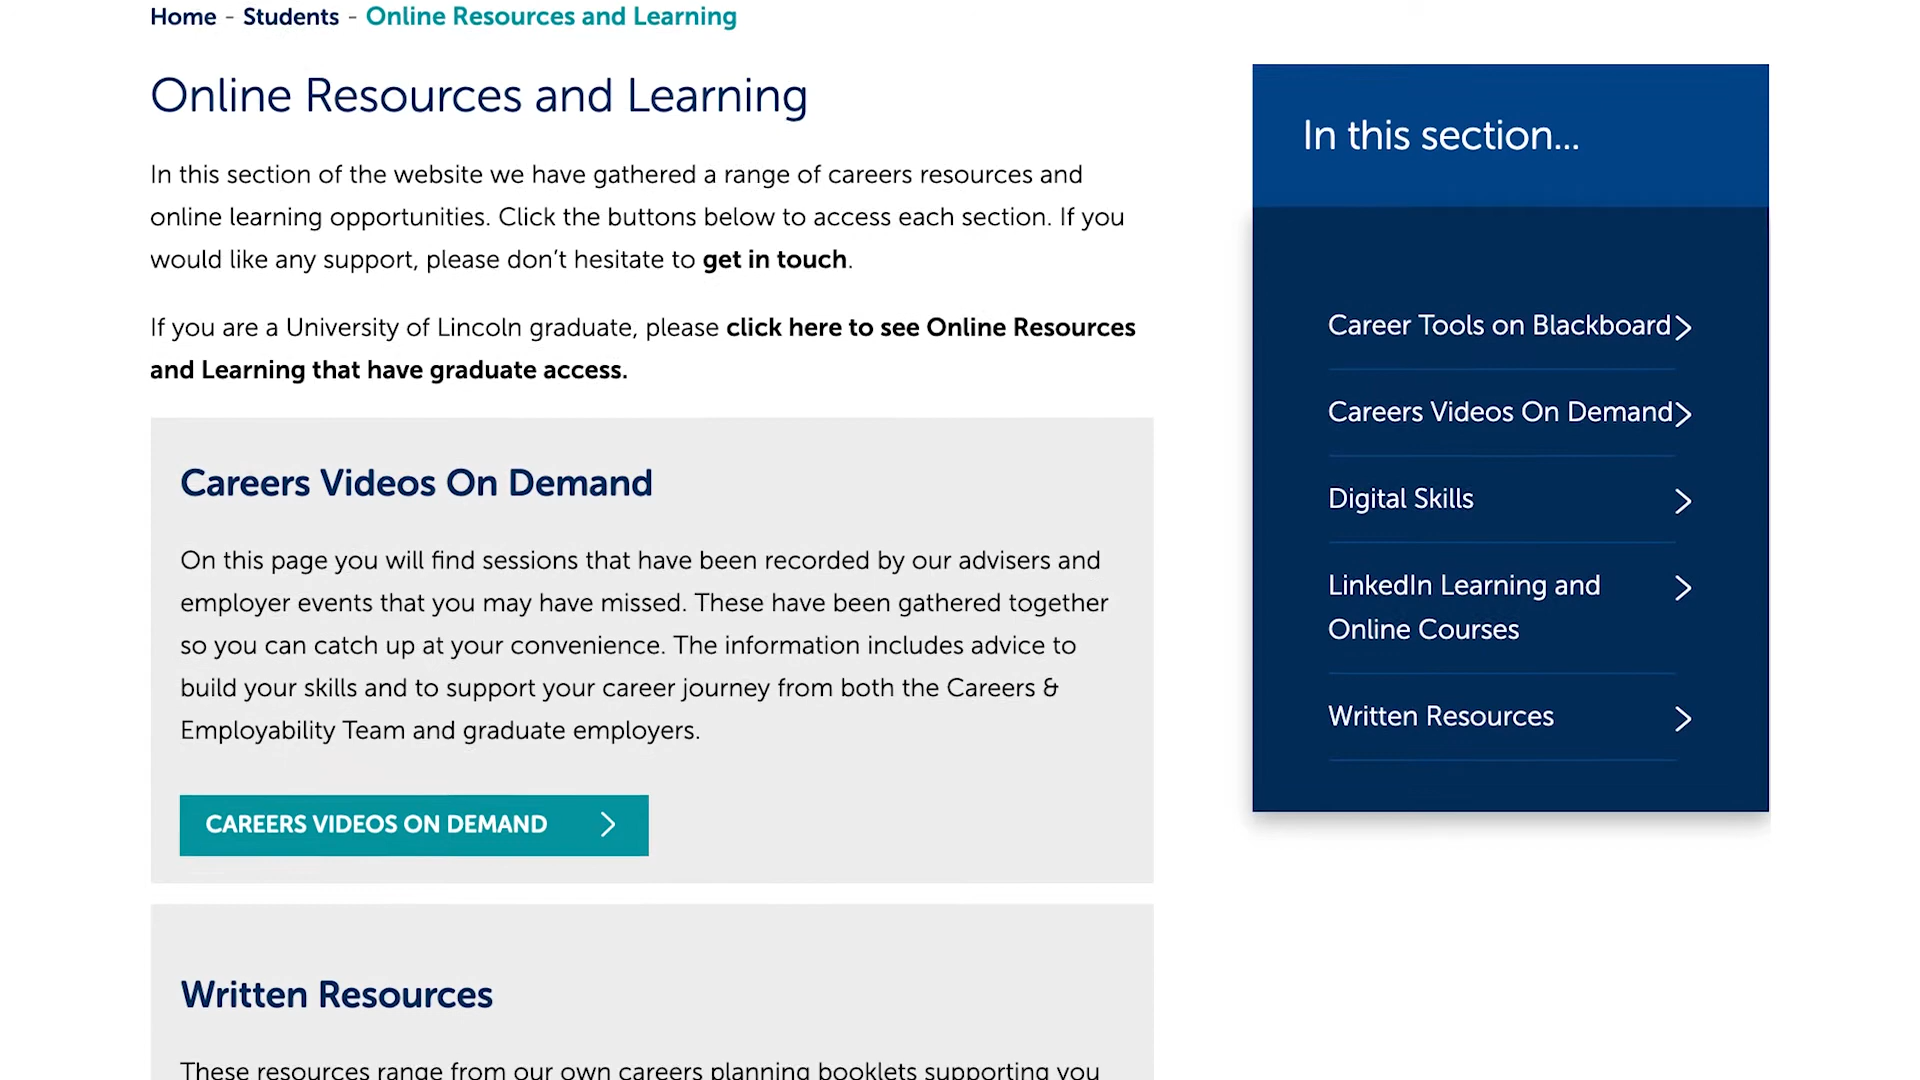 Home - Students - Online Resources and Learning
Online Resources and Learning
In this section of the website we have gathered a range of careers resources and
online learning opportunities. Click the buttons below to access each section. If you
would like any support, please don’t hesitate to get in touch.
If you are a University of Lincoln graduate, please click here to see Online Resources
and Learning that have graduate access.
Careers Videos On Demand
On this page you will find sessions that have been recorded by our advisers and
employer events that you may have missed. These have been gathered together
so you can catch up at your convenience. The information includes advice to
build your skills and to support your career journey from both the Careers &
Employability Team and graduate employers.
CAREERS VIDEOS ON DEMAND
Written Resources
These resources range from our own careers planning booklets supporting you
In this section...
Career Tools on Blackboard
Careers Videos On Demand
Digital Skills
LinkedIn Learning and
Online Courses
Written Resources